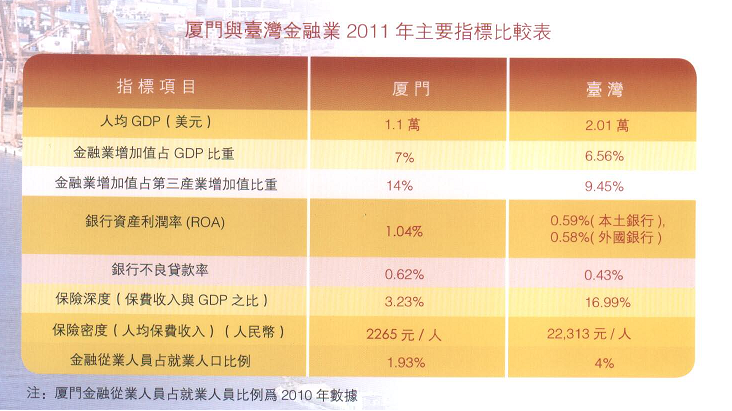 厦門與臺灣金融業 2011 年主要指標比較表
指標項目 厦門 臺灣
人均 GDP ( 美元 ) 1.1 萬 2.01 萬
金融業增加值占 GDP 比重 7% 6.56%
金融業增加值占第三産業增加值比重 14% 9.45%
銀行資産利潤率 (ROA) 1.04% 0.59%( 本土銀行 ),
0.58%( 外國銀行 )
銀行不良貸款率 0.62% 0.43%
保險深度 ( 保費收入與 GDP 之比 ) 3.23% 16.99%
保險密度 ( 人均保費收入 ) ( 人民幣 ) 2265 元 / 人 22,313 元 / 人
金融從業人員占就業人口比例 1.93% 4%
注：厦門金融從業人員占就業人員比例爲 2010 年數據